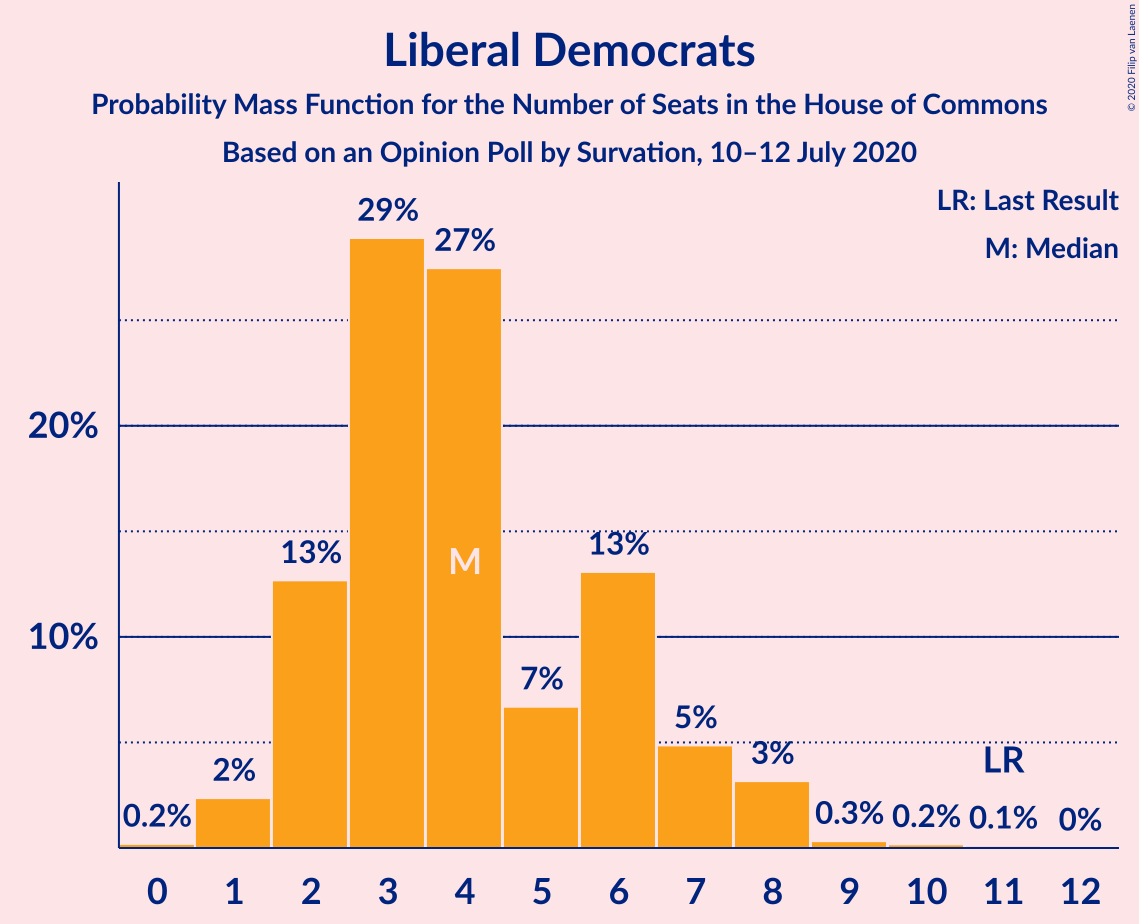 Liberal Democrats
Probability Mass Function for the Number of Seats in the House of Commons
Based on an Opinion Poll by Survation, 10–12 July 2020
© 2020 Filip van Laenen
LR: Last Result
M: Median
29%
27%
20%
13%
M
13%
10%
7%
5%
3%
2%
LR
0.2%
0.3%
0.2%
0.1%
0%
0 1 2 3 4 5 6 7 8 9 10 11 12